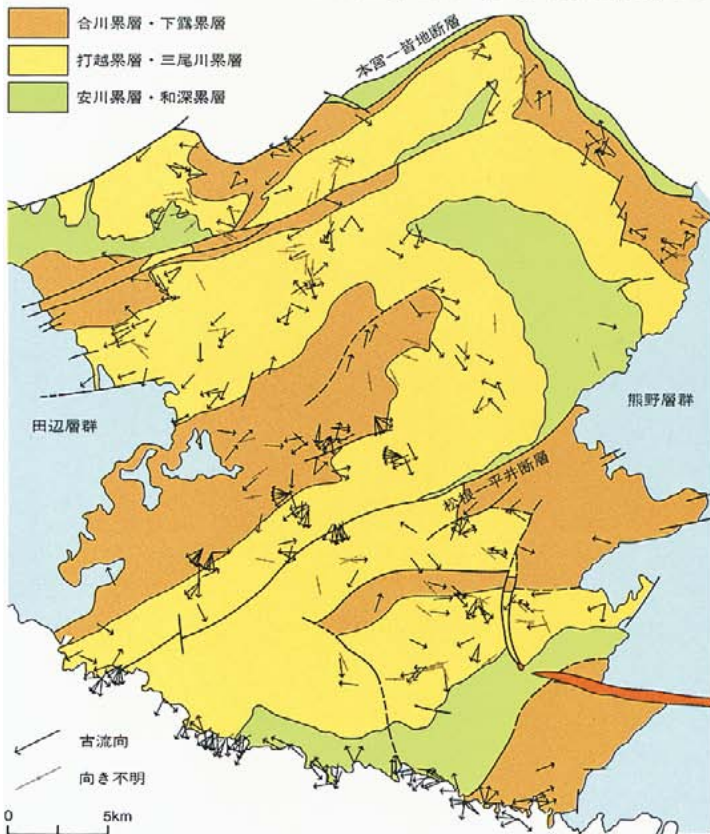 合川累層・下露累層
打越累層・三尾川累層
安川累層・和深累層
本宮―皆地断層
田辺層群
熊野層群
松根―平井断層
古流向
向き不明
0 5km